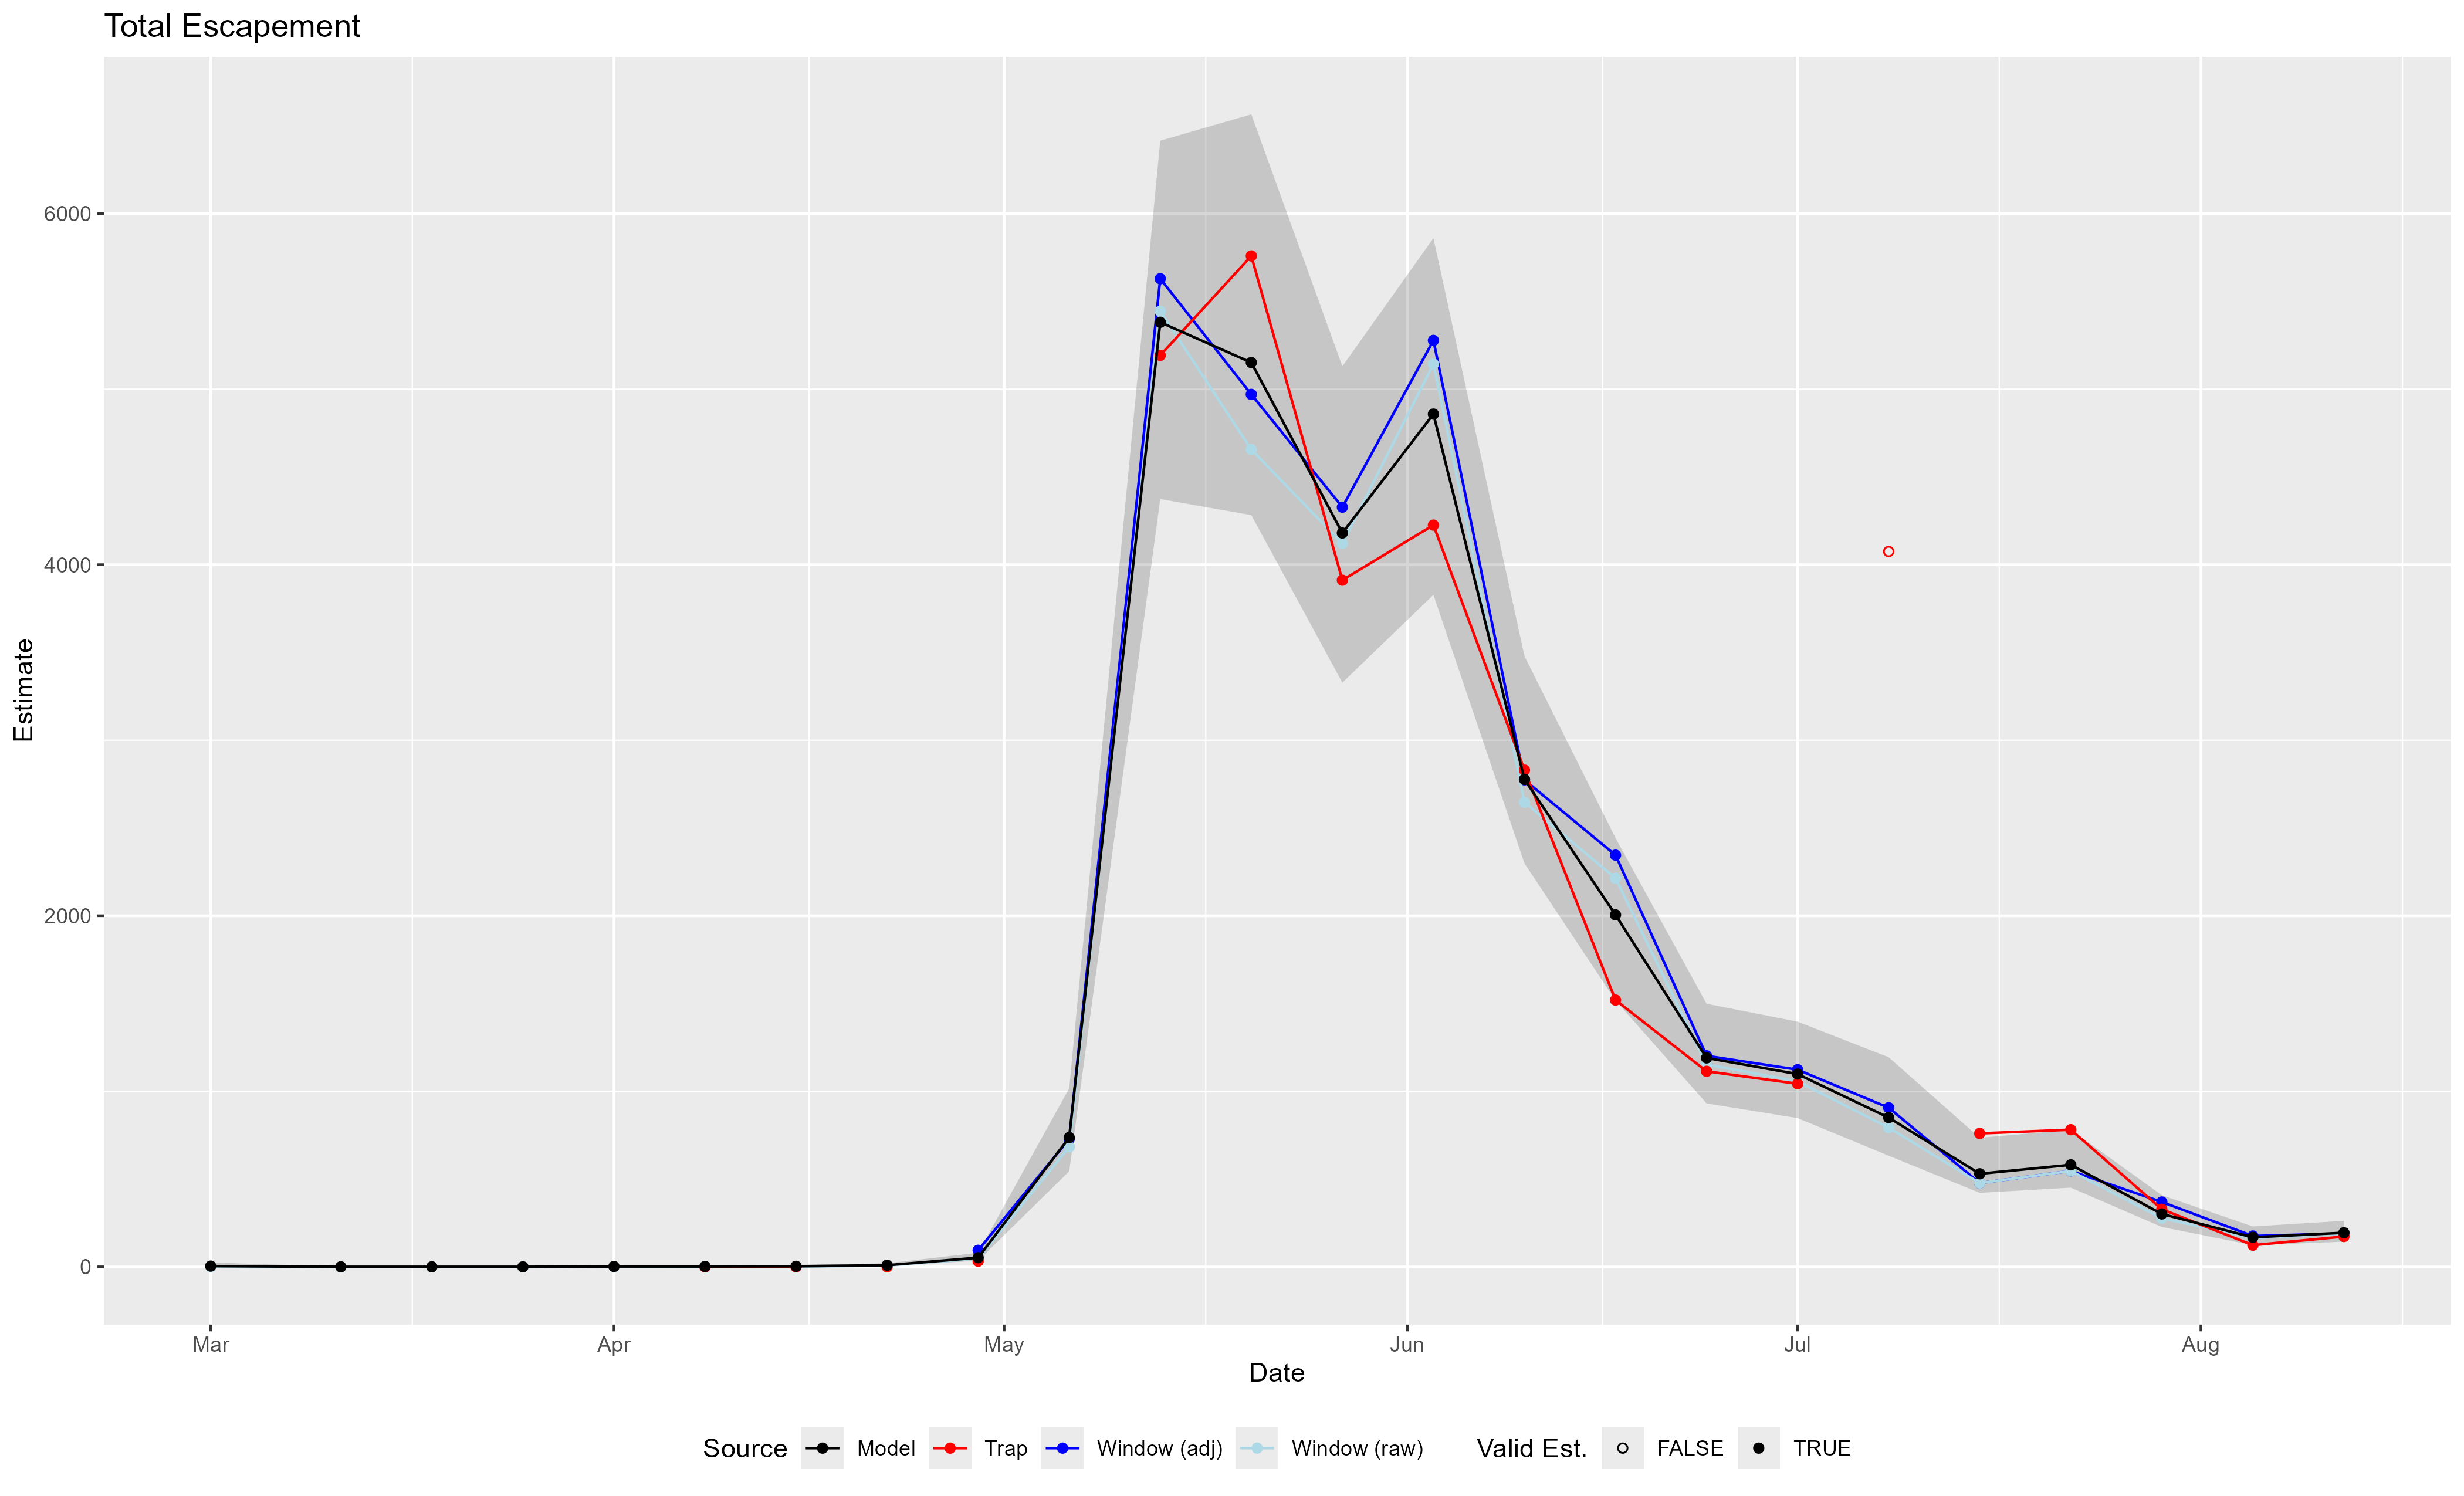 Total Escapement
Estimate
6000
4000
2000
0
Mar Apr May Jun Jul Aug
Date
Source Model Trap Window (adj) Window (raw) Valid Est. FALSE TRUE